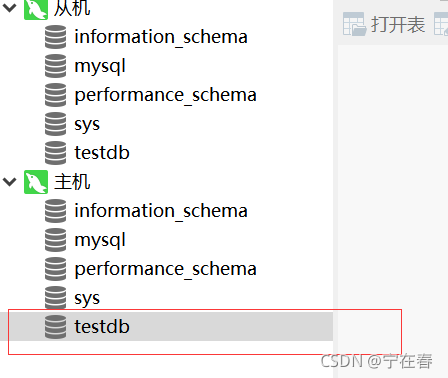 从机
information_schema
mysql
performance_schema
sys
testdb
主机
information_schema
mysql
performance_schema
sys
testdb
打开表
CSDN @宁在春